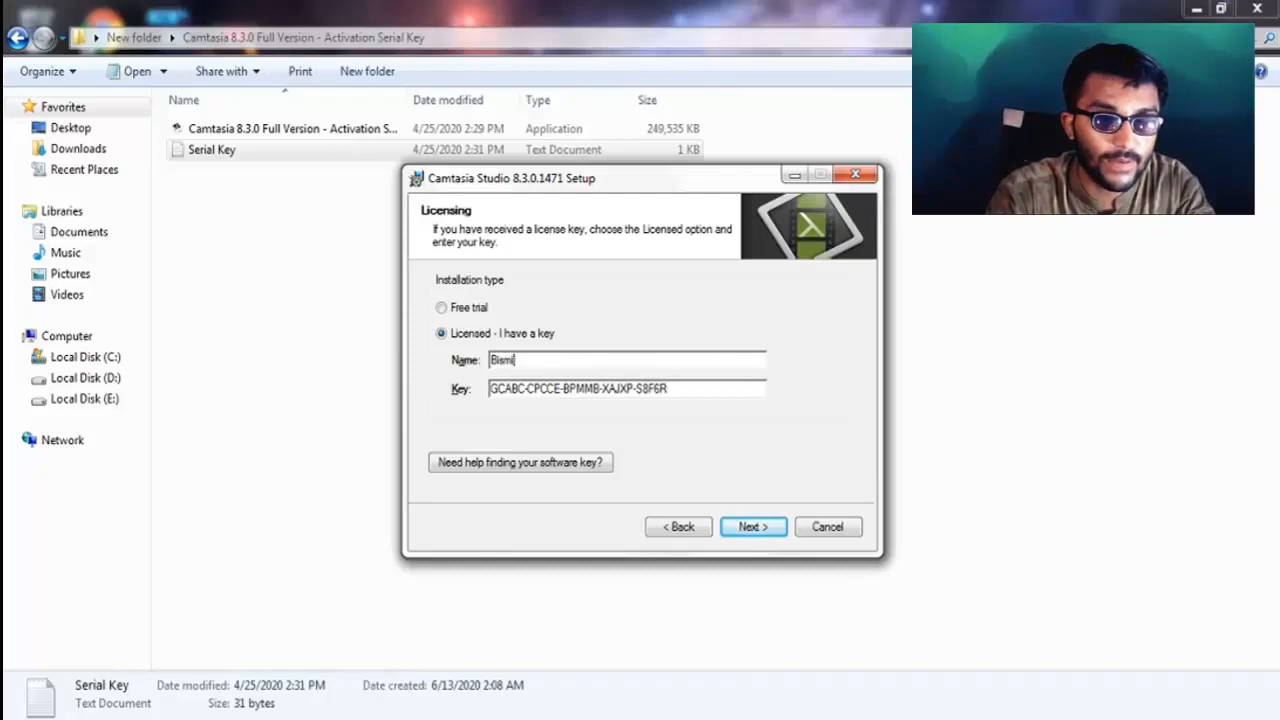 New folder ▸ Camtasia 8.3.0 Full Version - Activation Serial Key
Organize Open Share with Print New folder
Name Date modified Type Size
Favorites
Desktop
Downloads
Recent Places
Libraries
Documents
Music
Pictures
Videos
Computer
Local Disk (C:)
Local Disk (D:)
Local Disk (E:)
Network
Camtasia 8.3.0 Full Version - Activation S... 4/25/2020 2:29 PM Application 249,535 KB
Serial Key 4/25/2020 2:31 PM Text Document 1 KB
Camtasia Studio 8.3.0.1471 Setup
Licensing
If you have received a license key, choose the Licensed option and
enter your key.
Installation type
Free trial
Licensed - I have a key
Name: Bismi
Key: GCABC-CPCCE-BPMMB-XAJXP-S8F6R
Need help finding your software key?
< Back Next > Cancel
Serial Key Date modified: 4/25/2020 2:31 PM Date created: 6/13/2020 2:08 AM
Text Document Size: 31 bytes